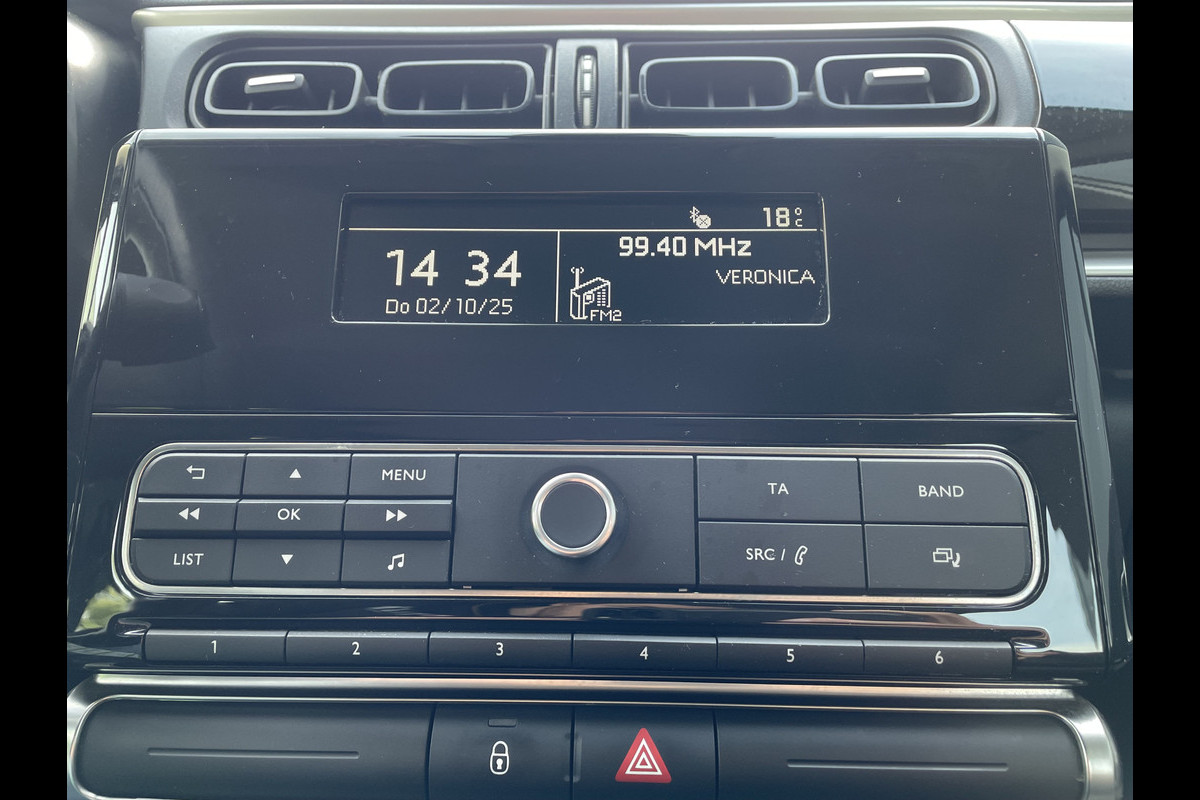 18°C
14 34
Do 02/10/25
99.40 MHz
VERONICA
FM2
MENU
OK
LIST
TA
BAND
SRC /
1 2 3 4 5 6